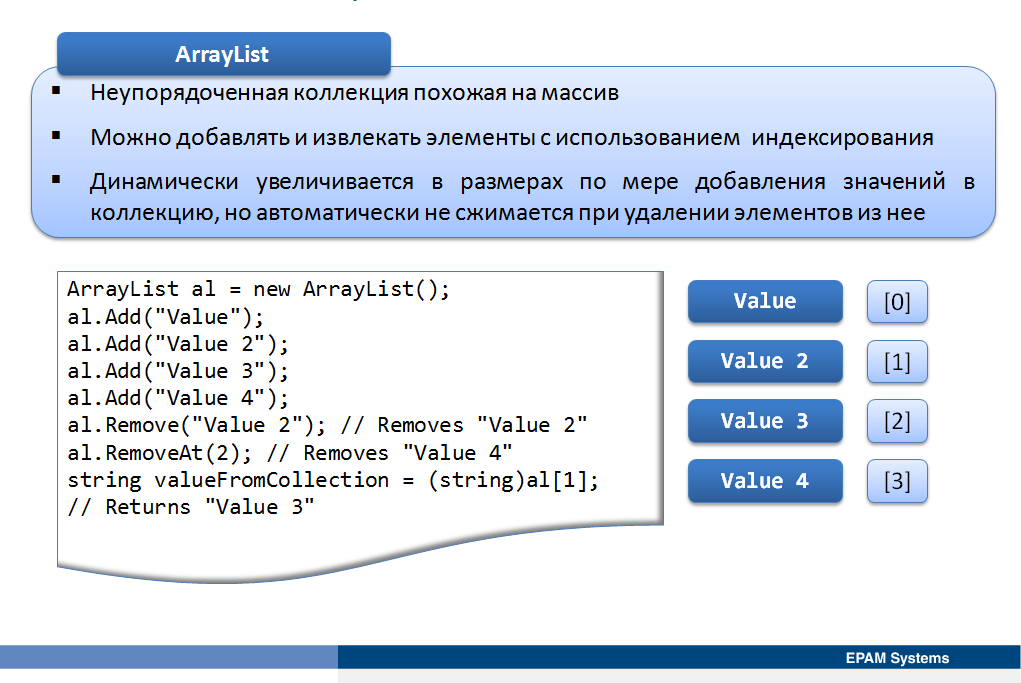 ArrayList
▪ Неупорядоченная коллекция похожая на массив
▪ Можно добавлять и извлекать элементы с использованием индексирования
▪ Динамически увеличивается в размерах по мере добавления значений в
коллекцию, но автоматически не сжимается при удалении элементов из нее
ArrayList al = new ArrayList();
al.Add("Value");
al.Add("Value 2");
al.Add("Value 3");
al.Add("Value 4");
al.Remove("Value 2"); // Removes "Value 2"
al.RemoveAt(2); // Removes "Value 4"
string valueFromCollection = (string)al[1];
// Returns "Value 3"
Value [0]
Value 2 [1]
Value 3 [2]
Value 4 [3]
EPAM Systems